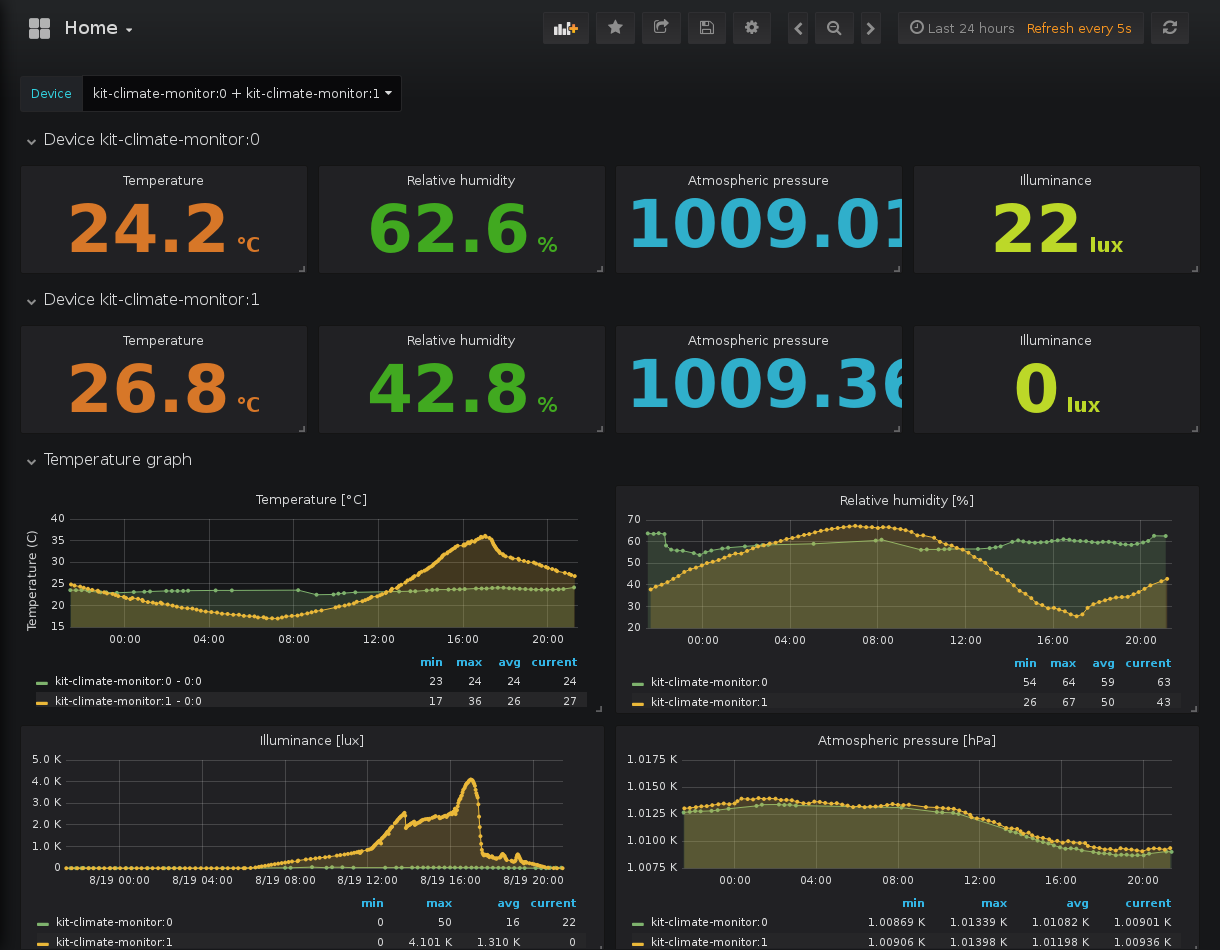 Home
Last 24 hours Refresh every 5s
Device kit-climate-monitor:0 + kit-climate-monitor:1
Device kit-climate-monitor:0
Temperature Relative humidity Atmospheric pressure Illuminance
24.2 °C 62.6 % 1009.01 22 lux
Device kit-climate-monitor:1
Temperature Relative humidity Atmospheric pressure Illuminance
26.8 °C 42.8 % 1009.36 0 lux
Temperature graph
Temperature [°C]
Temperature (C)
40
35
30
25
20
15
00:00 04:00 08:00 12:00 16:00 20:00
min max avg current
kit-climate-monitor:0 - 0:0 23 24 24 24
kit-climate-monitor:1 - 0:0 17 36 26 27
Relative humidity [%]
70
60
50
40
30
20
00:00 04:00 08:00 12:00 16:00 20:00
min max avg current
kit-climate-monitor:0 54 64 59 63
kit-climate-monitor:1 26 67 50 43
Illuminance [lux]
5.0 K
4.0 K
3.0 K
2.0 K
1.0 K
0
8/19 00:00 8/19 04:00 8/19 08:00 8/19 12:00 8/19 16:00 8/19 20:00
min max avg current
kit-climate-monitor:0 0 50 16 22
kit-climate-monitor:1 0 4.101 K 1.310 K 0
Atmospheric pressure [hPa]
1.0175 K
1.0150 K
1.0125 K
1.0100 K
1.0075 K
00:00 04:00 08:00 12:00 16:00 20:00
min max avg current
kit-climate-monitor:0 1.00869 K 1.01339 K 1.01082 K 1.00901 K
kit-climate-monitor:1 1.00906 K 1.01398 K 1.01198 K 1.00936 K